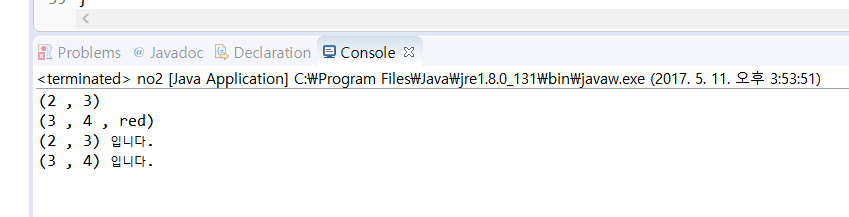 Problems @ Javadoc Declaration Console
<terminated> no2 [Java Application] C:₩Program Files₩Java₩jre1.8.0_131₩bin₩javaw.exe (2017. 5. 11. 오후 3:53:51)
(2 , 3)
(3 , 4 , red)
(2 , 3) 입니다.
(3 , 4) 입니다.